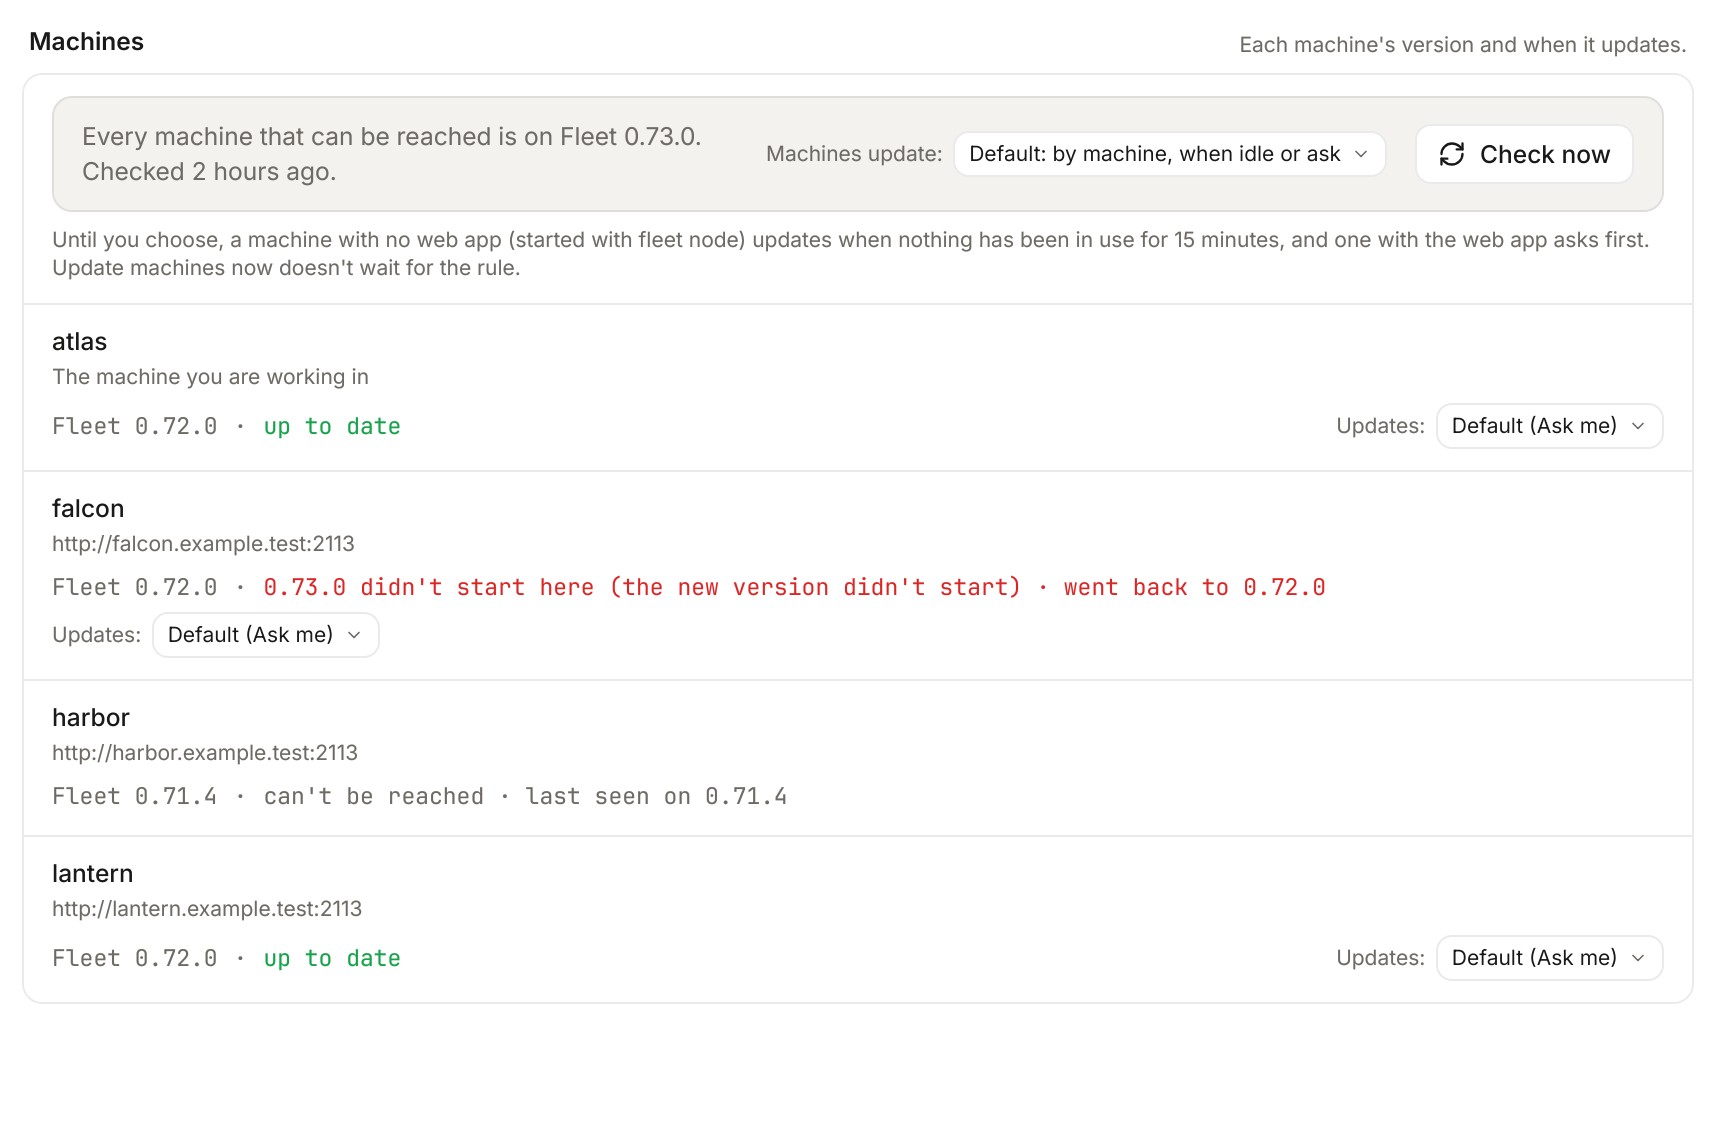 Machines
Each machine's version and when it updates.
Every machine that can be reached is on Fleet 0.73.0.
Checked 2 hours ago.
Machines update: Default: by machine, when idle or ask
Check now
Until you choose, a machine with no web app (started with fleet node) updates when nothing has been in use for 15 minutes, and one with the web app asks first.
Update machines now doesn't wait for the rule.
atlas
The machine you are working in
Fleet 0.72.0 · up to date
Updates: Default (Ask me)
falcon
http://falcon.example.test:2113
Fleet 0.72.0 · 0.73.0 didn't start here (the new version didn't start) · went back to 0.72.0
Updates: Default (Ask me)
harbor
http://harbor.example.test:2113
Fleet 0.71.4 · can't be reached · last seen on 0.71.4
lantern
http://lantern.example.test:2113
Fleet 0.72.0 · up to date
Updates: Default (Ask me)